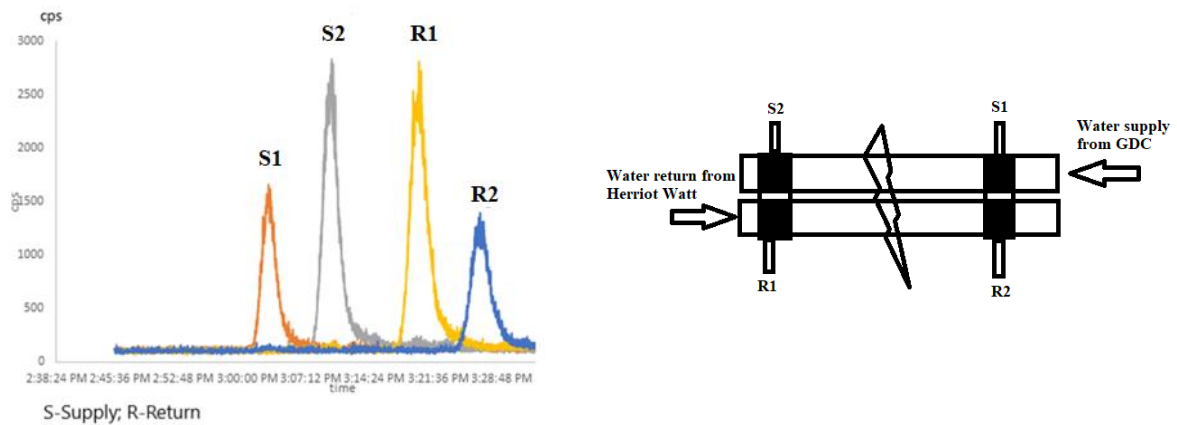 cps
3000
2500
2000
1500
1000
500
0
cps
S1
S2
R1
R2
2:38:24 PM 2:45:36 PM 2:52:48 PM 3:00:00 PM 3:07:12 PM 3:14:24 PM 3:21:36 PM 3:28:48 PM
time
S-Supply; R-Return
S2
S1
Water supply
from GDC
Water return from
Herriot Watt
R1
R2